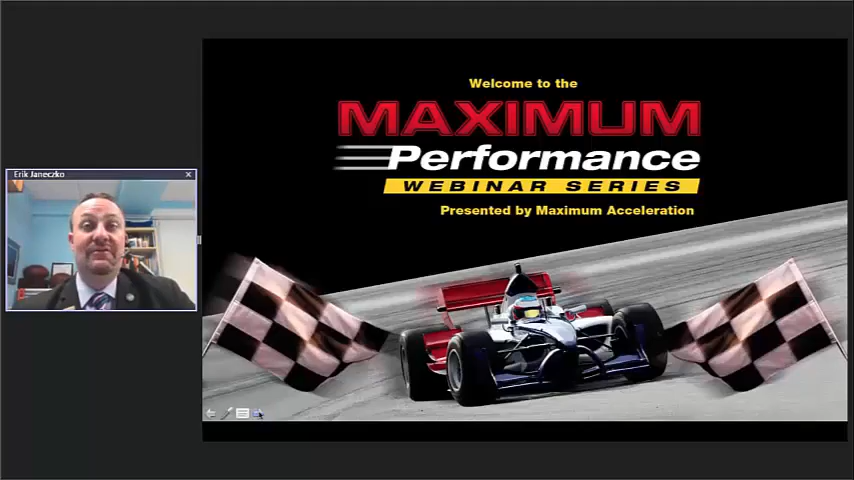 Erik Janeczko
Welcome to the
MAXIMUM
Performance
WEBINAR SERIES
Presented by Maximum Acceleration